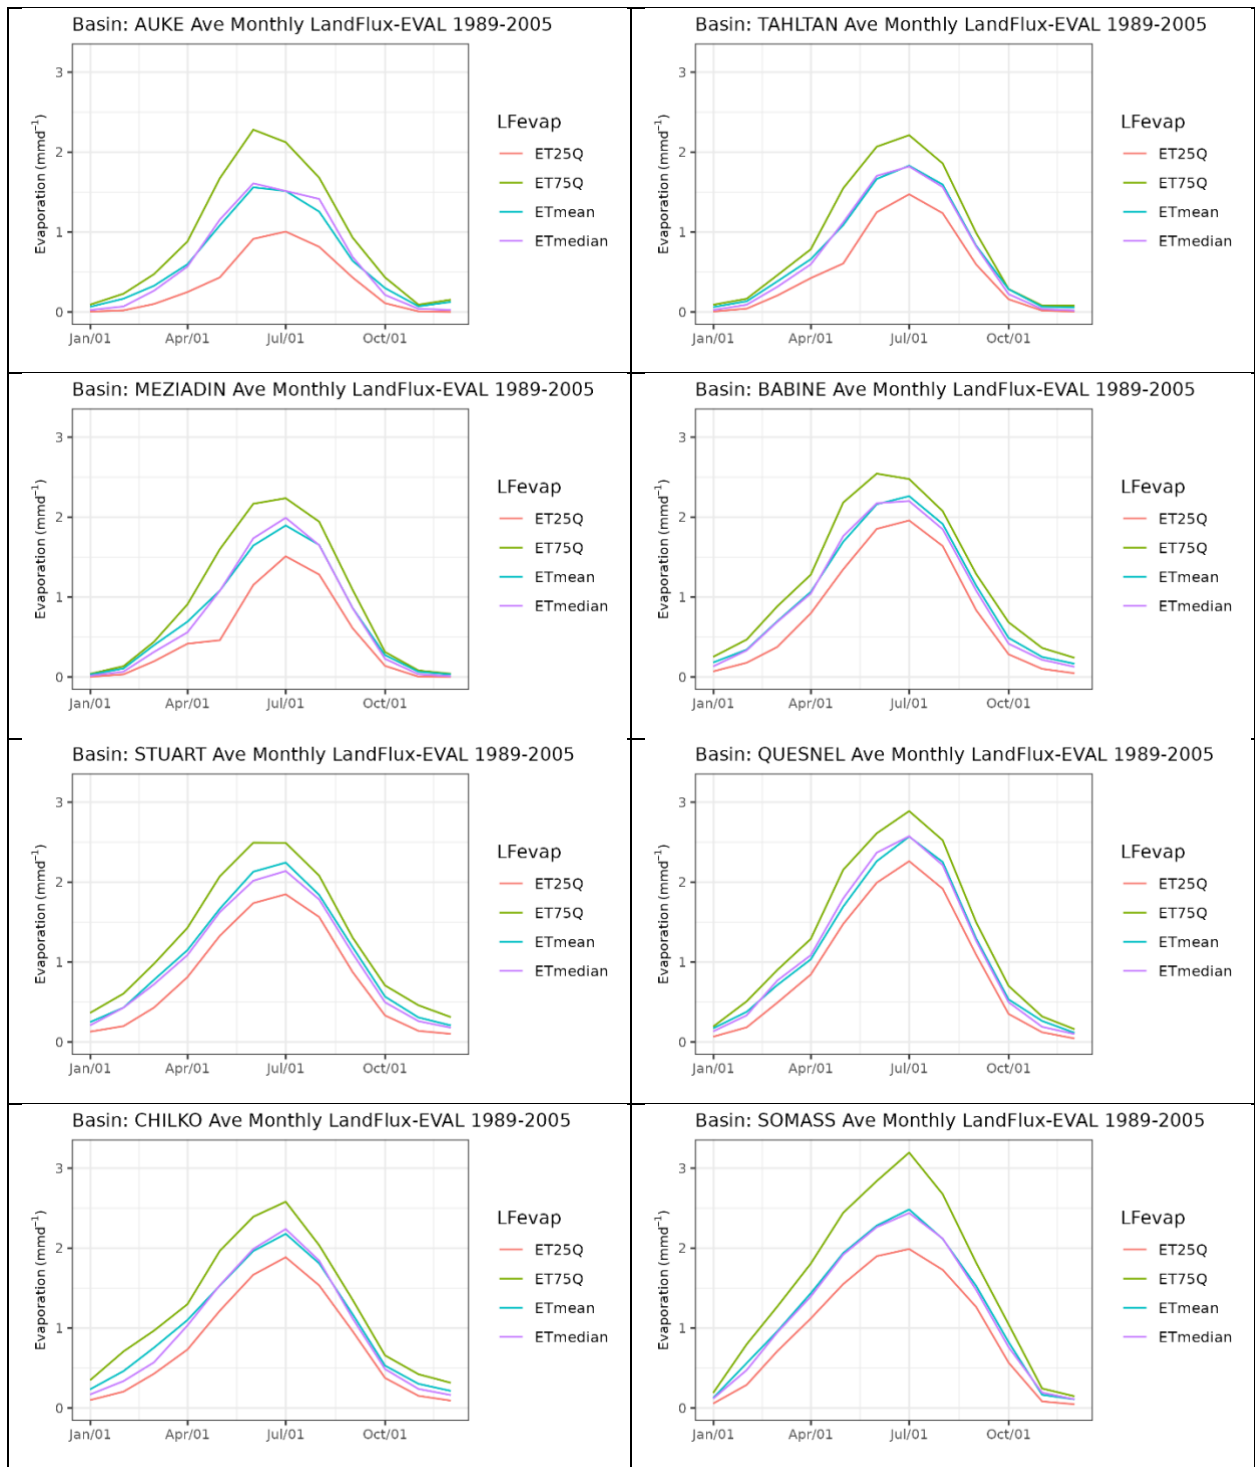 Basin: AUKE Ave Monthly LandFlux-EVAL 1989-2005
Evaporation (mmd⁻¹)
3
2
1
0
Jan/01 Apr/01 Jul/01 Oct/01
LFevap
ET25Q
ET75Q
ETmean
ETmedian
Basin: TAHLTAN Ave Monthly LandFlux-EVAL 1989-2005
Evaporation (mmd⁻¹)
3
2
1
0
Jan/01 Apr/01 Jul/01 Oct/01
LFevap
ET25Q
ET75Q
ETmean
ETmedian
Basin: MEZIADIN Ave Monthly LandFlux-EVAL 1989-2005
Evaporation (mmd⁻¹)
3
2
1
0
Jan/01 Apr/01 Jul/01 Oct/01
LFevap
ET25Q
ET75Q
ETmean
ETmedian
Basin: BABINE Ave Monthly LandFlux-EVAL 1989-2005
Evaporation (mmd⁻¹)
3
2
1
0
Jan/01 Apr/01 Jul/01 Oct/01
LFevap
ET25Q
ET75Q
ETmean
ETmedian
Basin: STUART Ave Monthly LandFlux-EVAL 1989-2005
Evaporation (mmd⁻¹)
3
2
1
0
Jan/01 Apr/01 Jul/01 Oct/01
LFevap
ET25Q
ET75Q
ETmean
ETmedian
Basin: QUESNEL Ave Monthly LandFlux-EVAL 1989-2005
Evaporation (mmd⁻¹)
3
2
1
0
Jan/01 Apr/01 Jul/01 Oct/01
LFevap
ET25Q
ET75Q
ETmean
ETmedian
Basin: CHILKO Ave Monthly LandFlux-EVAL 1989-2005
Evaporation (mmd⁻¹)
3
2
1
0
Jan/01 Apr/01 Jul/01 Oct/01
LFevap
ET25Q
ET75Q
ETmean
ETmedian
Basin: SOMASS Ave Monthly LandFlux-EVAL 1989-2005
Evaporation (mmd⁻¹)
3
2
1
0
Jan/01 Apr/01 Jul/01 Oct/01
LFevap
ET25Q
ET75Q
ETmean
ETmedian